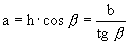 a = h · cos β = b / tg β